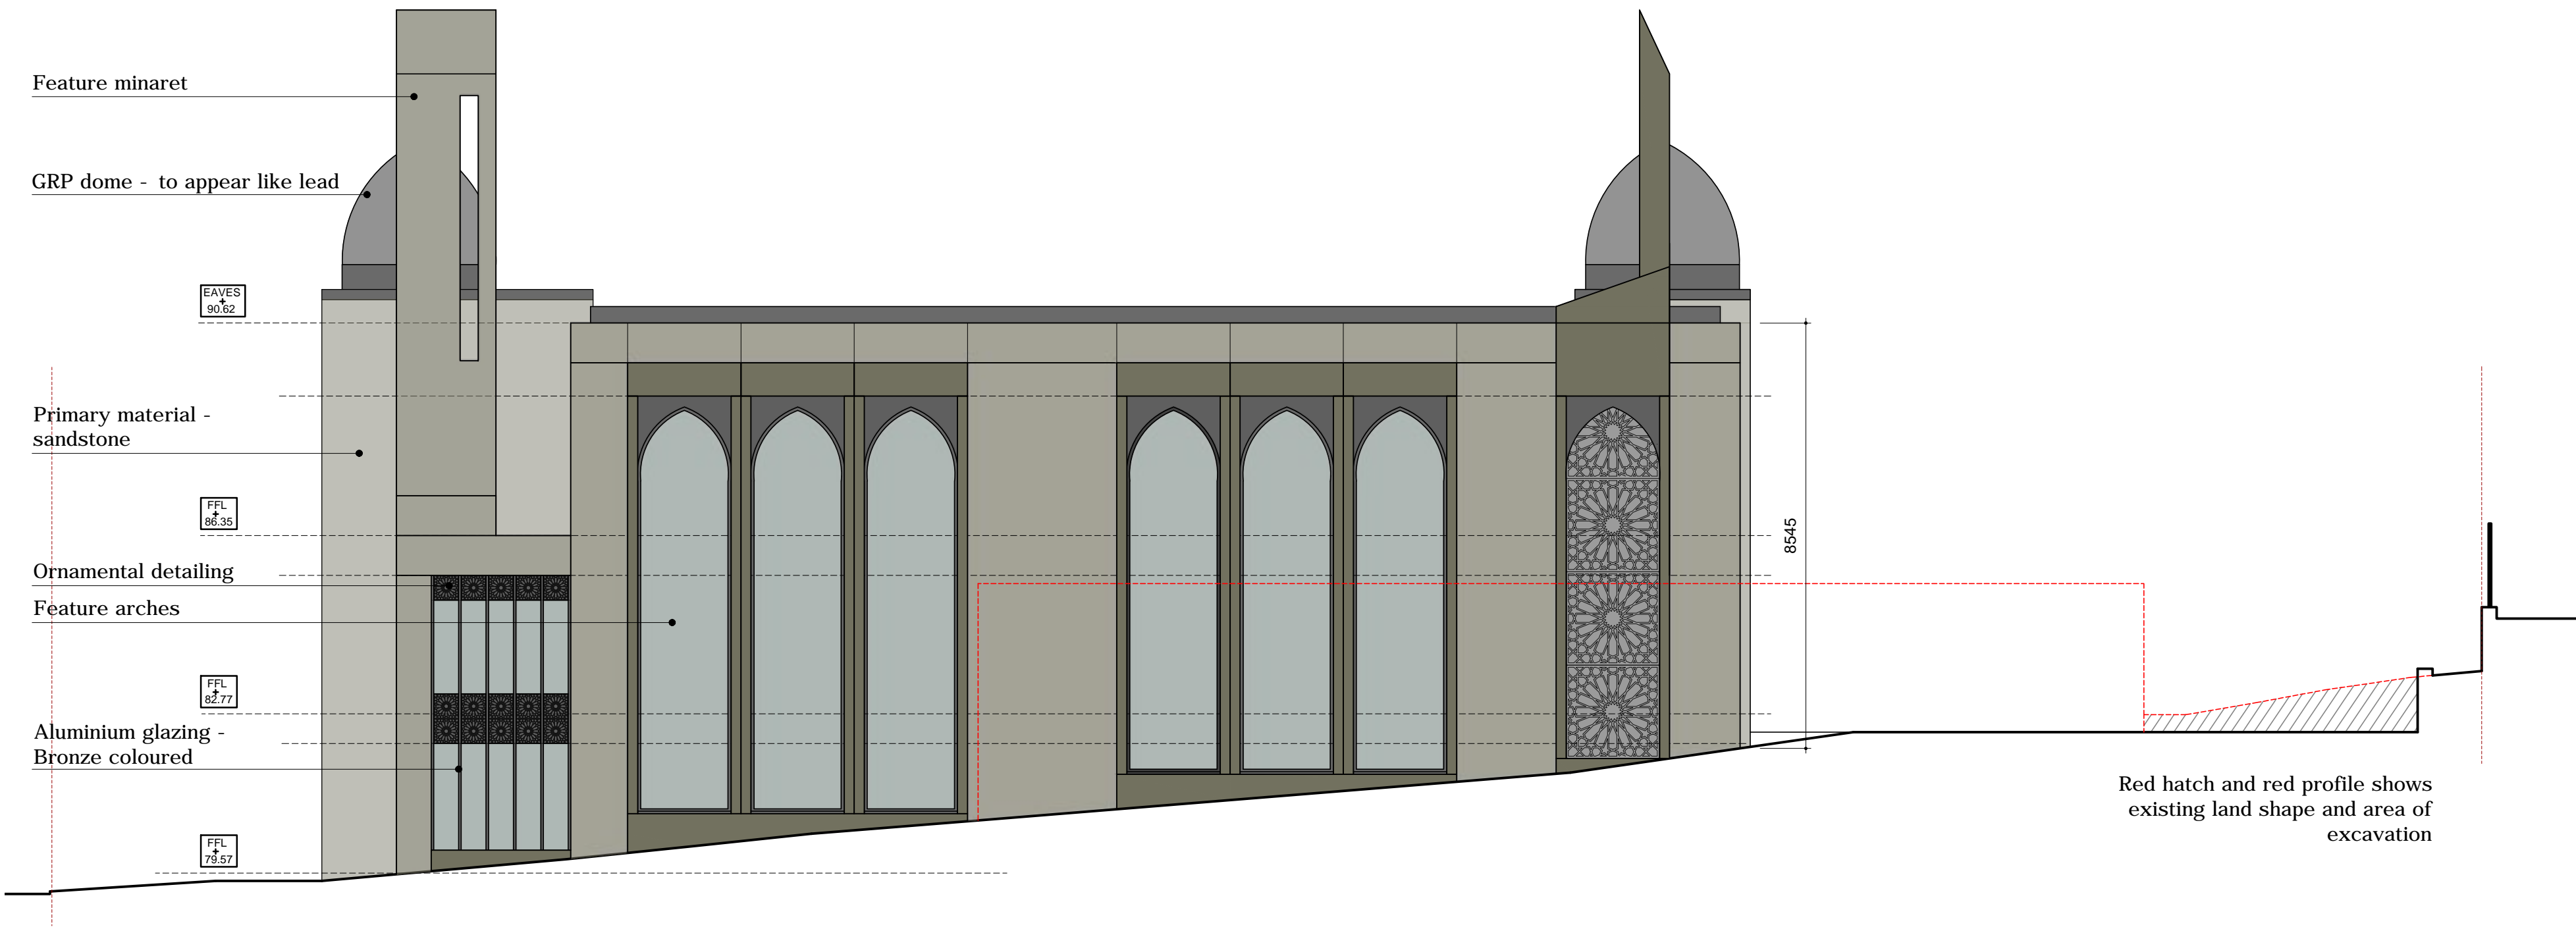 Feature minaret
GRP dome - to appear like lead
EAVES
+
90.62
Primary material -
sandstone
FFL
+
86.35
8545
Ornamental detailing
Feature arches
FFL
+
82.77
Aluminium glazing -
Bronze coloured
Red hatch and red profile shows
existing land shape and area of
excavation
FFL
+
79.57